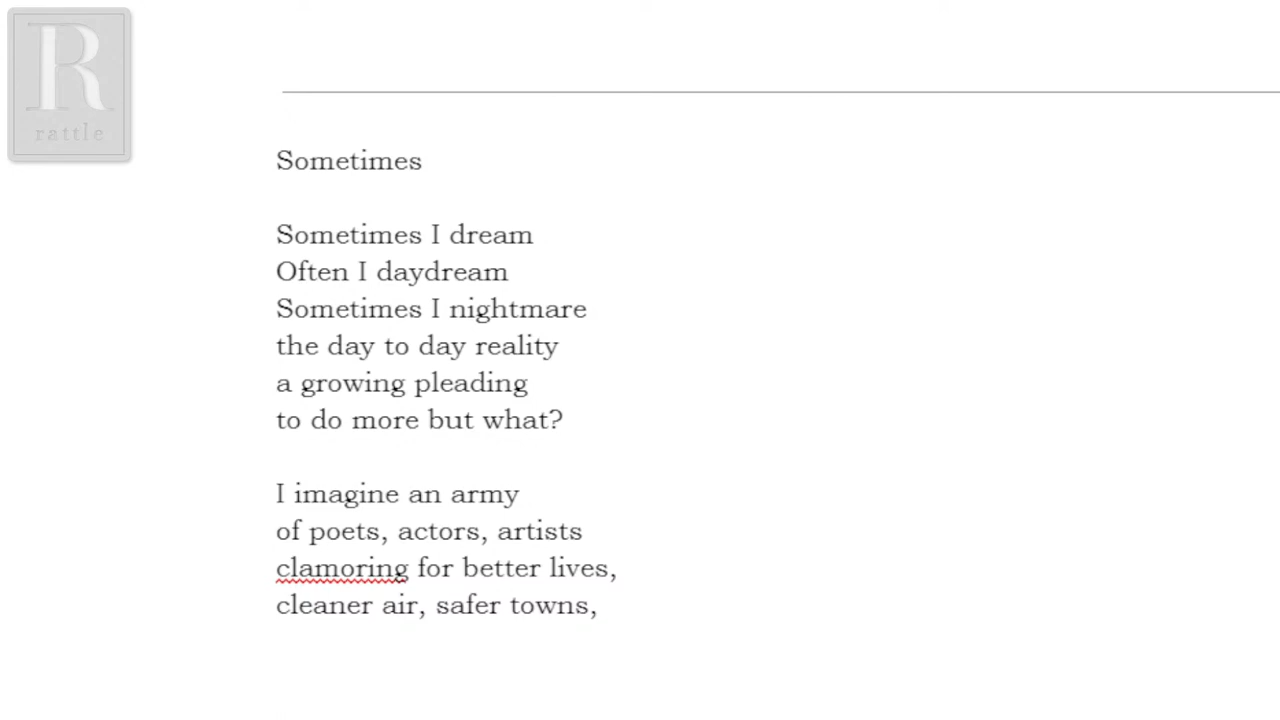 R
rattle
Sometimes
Sometimes I dream
Often I daydream
Sometimes I nightmare
the day to day reality
a growing pleading
to do more but what?
I imagine an army
of poets, actors, artists
clamoring for better lives,
cleaner air, safer towns,